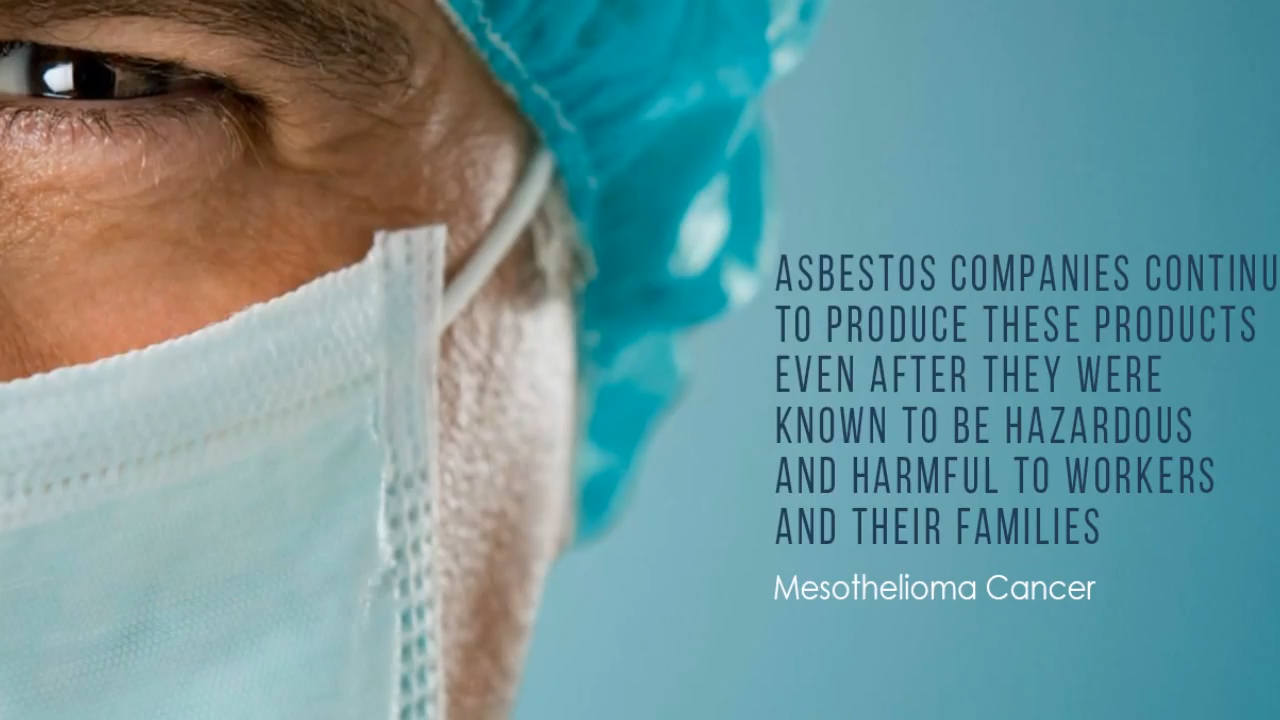 ASBESTOS COMPANIES CONTINU
TO PRODUCE THESE PRODUCTS
EVEN AFTER THEY WERE
KNOWN TO BE HAZARDOUS
AND HARMFUL TO WORKERS
AND THEIR FAMILIES
Mesothelioma Cancer